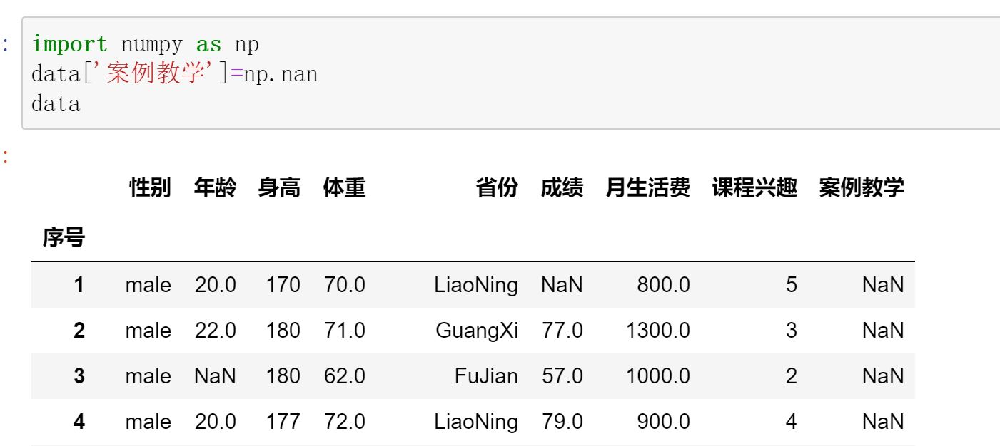 :
import numpy as np
data['案例教学']=np.nan
data
:
性别 年龄 身高 体重 省份 成绩 月生活费 课程兴趣 案例教学
序号
1 male 20.0 170 70.0 LiaoNing NaN 800.0 5 NaN
2 male 22.0 180 71.0 GuangXi 77.0 1300.0 3 NaN
3 male NaN 180 62.0 FuJian 57.0 1000.0 2 NaN
4 male 20.0 177 72.0 LiaoNing 79.0 900.0 4 NaN